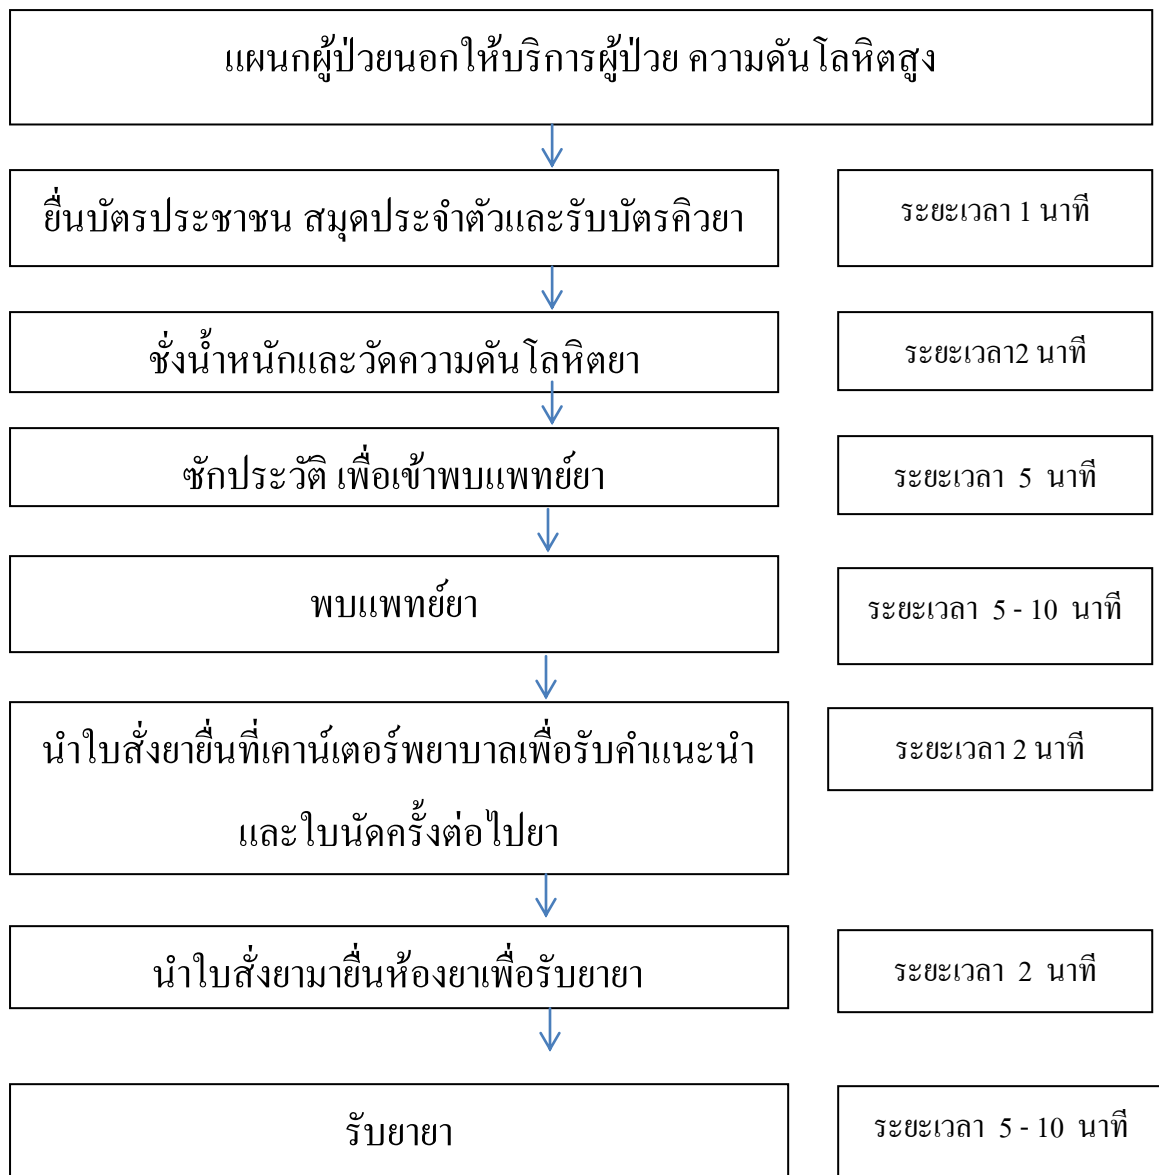 แผนกผู้ป่วยนอกให้บริการผู้ป่วย ความดันโลหิตสูง
ยื่นบัตรประชาชน สมุดประจำตัวและรับบัตรคิวยา
ระยะเวลา 1 นาที
ชั่งน้ำหนักและวัดความดันโลหิตยา
ระยะเวลา2 นาที
ซักประวัติ เพื่อเข้าพบแพทย์ยา
ระยะเวลา 5 นาที
พบแพทย์ยา
ระยะเวลา 5 - 10 นาที
นำใบสั่งยายื่นที่เคาน์เตอร์พยาบาลเพื่อรับคำแนะนำ
และใบนัดครั้งต่อไปยา
ระยะเวลา 2 นาที
นำใบสั่งยามายื่นห้องยาเพื่อรับยายา
ระยะเวลา 2 นาที
รับยายา
ระยะเวลา 5 - 10 นาที